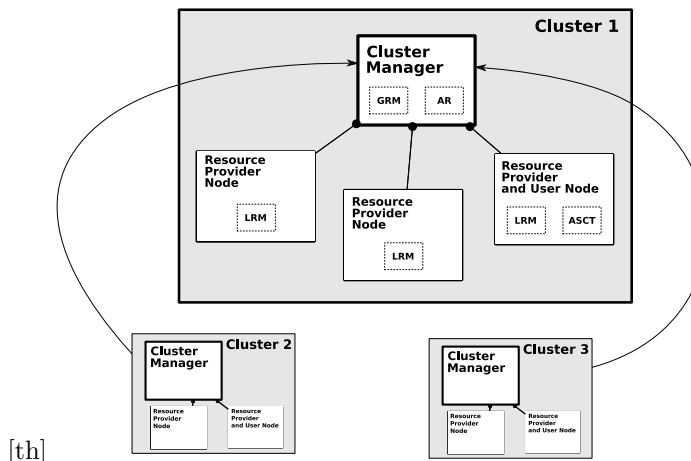 Cluster 1
Cluster
Manager
GRM
AR
Resource
Provider
Node
LRM
Resource
Provider
Node
LRM
Resource
Provider
and User Node
LRM
ASCT
Cluster 2
Cluster
Manager
Resource
Provider
Node
Resource
Provider
and User Node
Cluster 3
Cluster
Manager
Resource
Provider
Node
Resource
Provider
and User Node
[th]